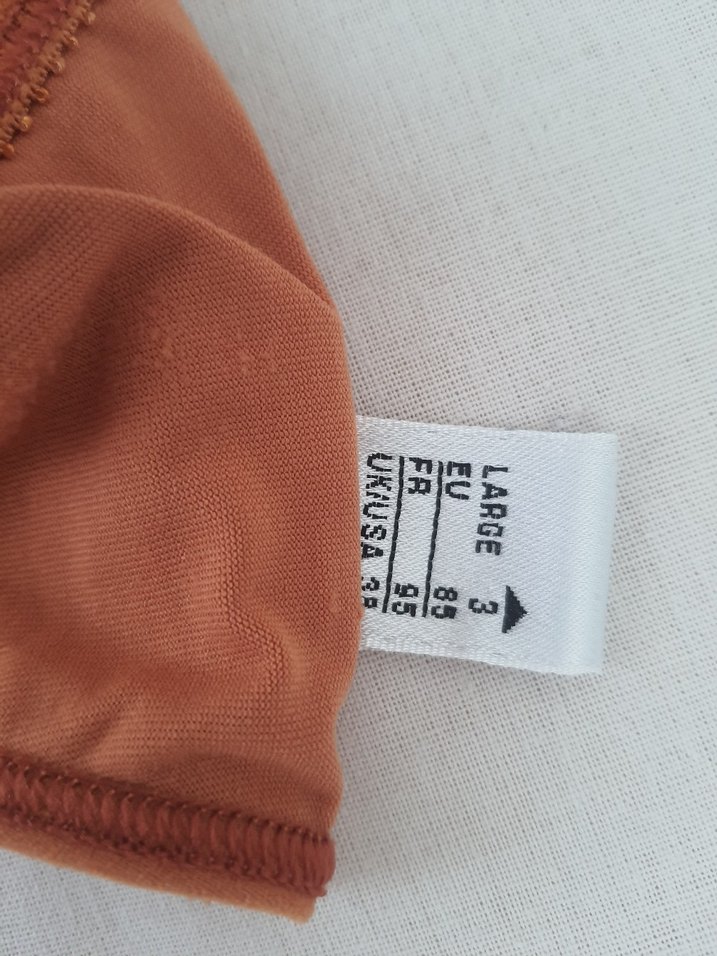 LARGE 3
EU 85
FR 95
UK/USA